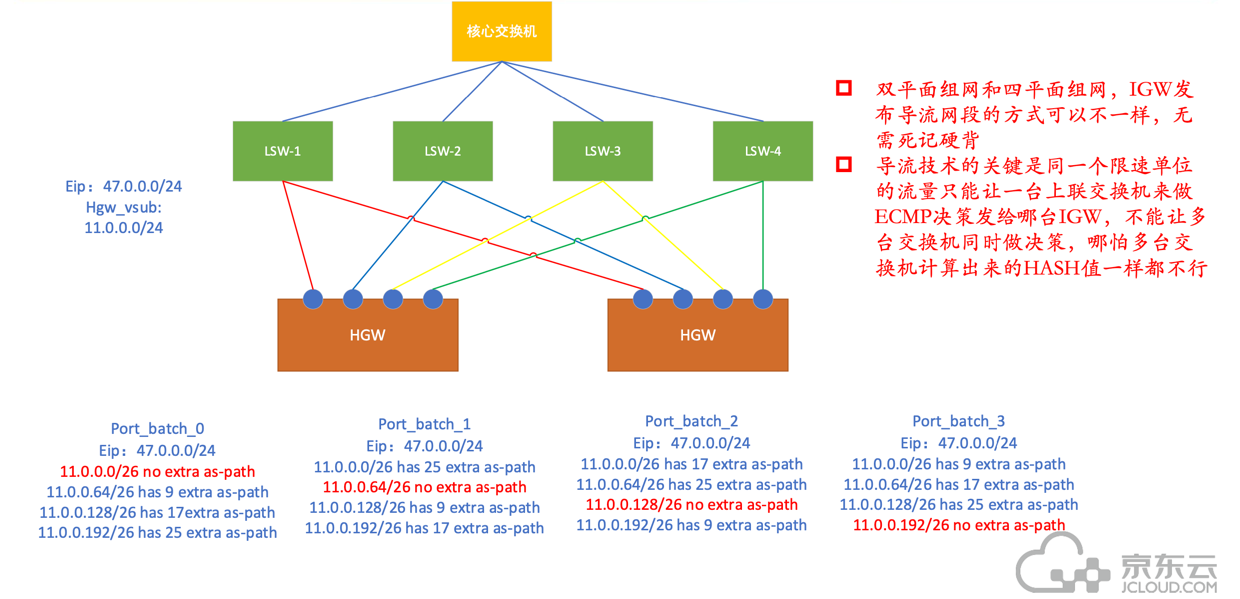 核心交换机
LSW-1
LSW-2
LSW-3
LSW-4
Eip：47.0.0.0/24
Hgw_vsub:
11.0.0.0/24
HGW
HGW
双平面组网和四平面组网，IGW发
布导流网段的方式可以不一样，无
需死记硬背
导流技术的关键是同一个限速单位
的流量只能让一台上联交换机来做
ECMP决策发给哪台IGW，不能让多
台交换机同时做决策，哪怕多台交
换机计算出来的HASH值一样都不行
Port_batch_0
Eip：47.0.0.0/24
11.0.0.0/26 no extra as-path
11.0.0.64/26 has 9 extra as-path
11.0.0.128/26 has 17extra as-path
11.0.0.192/26 has 25 extra as-path
Port_batch_1
Eip：47.0.0.0/24
11.0.0.0/26 has 25 extra as-path
11.0.0.64/26 no extra as-path
11.0.0.128/26 has 9 extra as-path
11.0.0.192/26 has 17 extra as-path
Port_batch_2
Eip：47.0.0.0/24
11.0.0.0/26 has 17 extra as-path
11.0.0.64/26 has 25 extra as-path
11.0.0.128/26 no extra as-path
11.0.0.192/26 has 9 extra as-path
Port_batch_3
Eip：47.0.0.0/24
11.0.0.0/26 has 9 extra as-path
11.0.0.64/26 has 17 extra as-path
11.0.0.128/26 has 25 extra as-path
11.0.0.192/26 no extra as-path
京东云
JCLOUD.COM